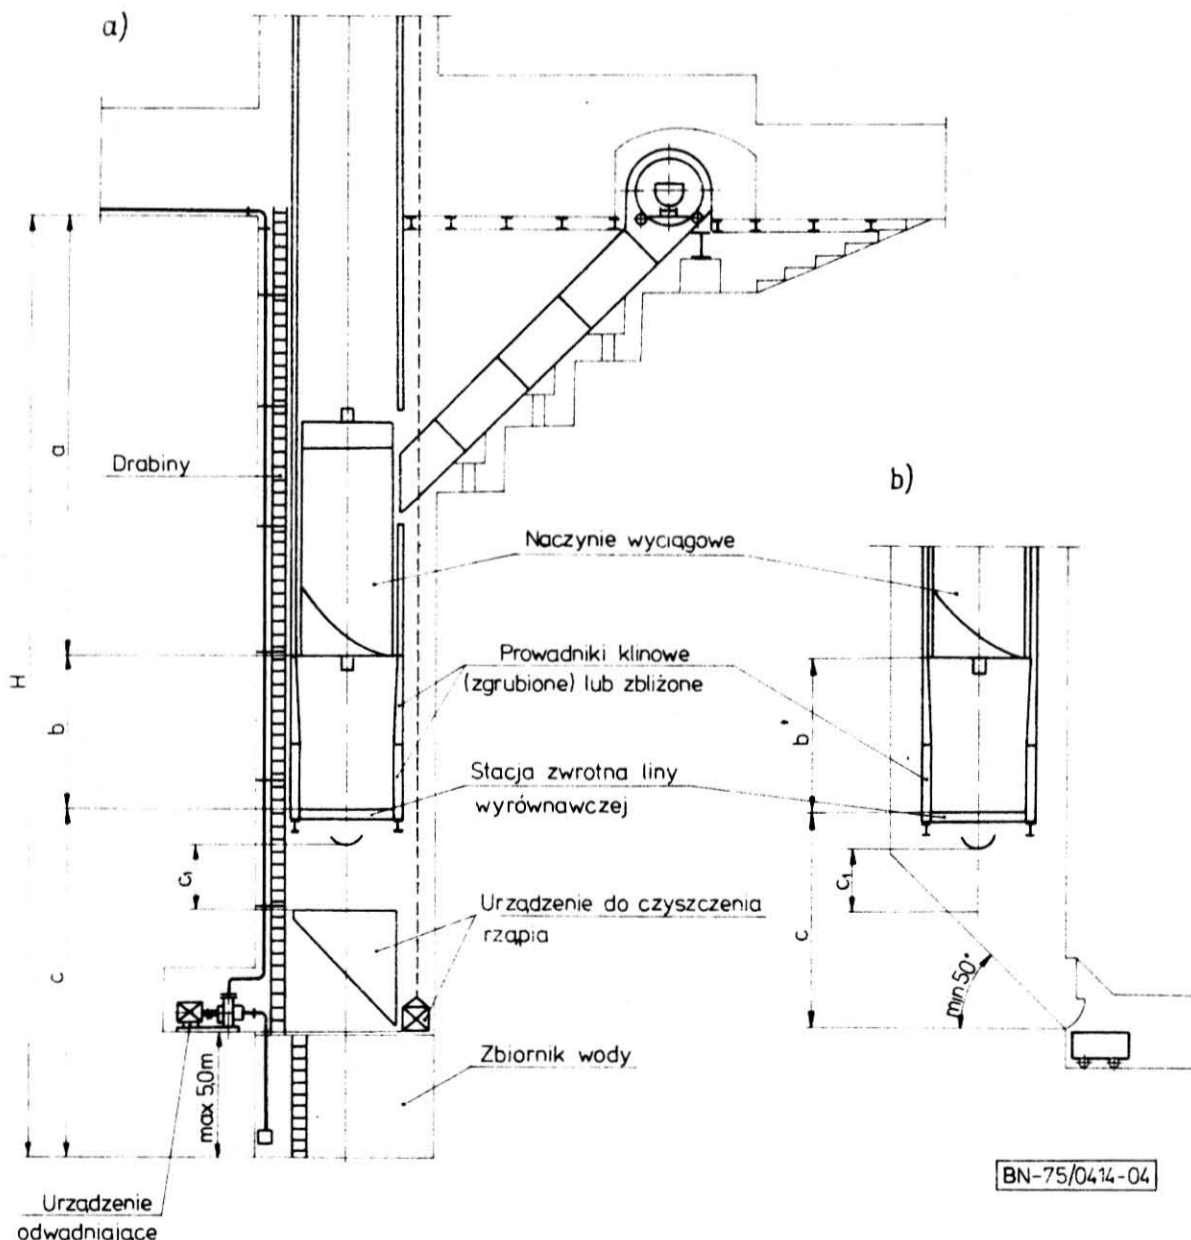 a)
Drabiny
a
b)
Naczynie wyciągowe
Prowadniki klinowe
(zgrubione) lub zbliżone
H
b
b'
Stacja zwrotna liny
wyrównawczej
c₁
c₁
Urządzenie do czyszczenia
rząpia
c
c
min 50°
max 5,0m
Zbiornik wody
BN-75/0414-04
Urządzenie
odwadniające